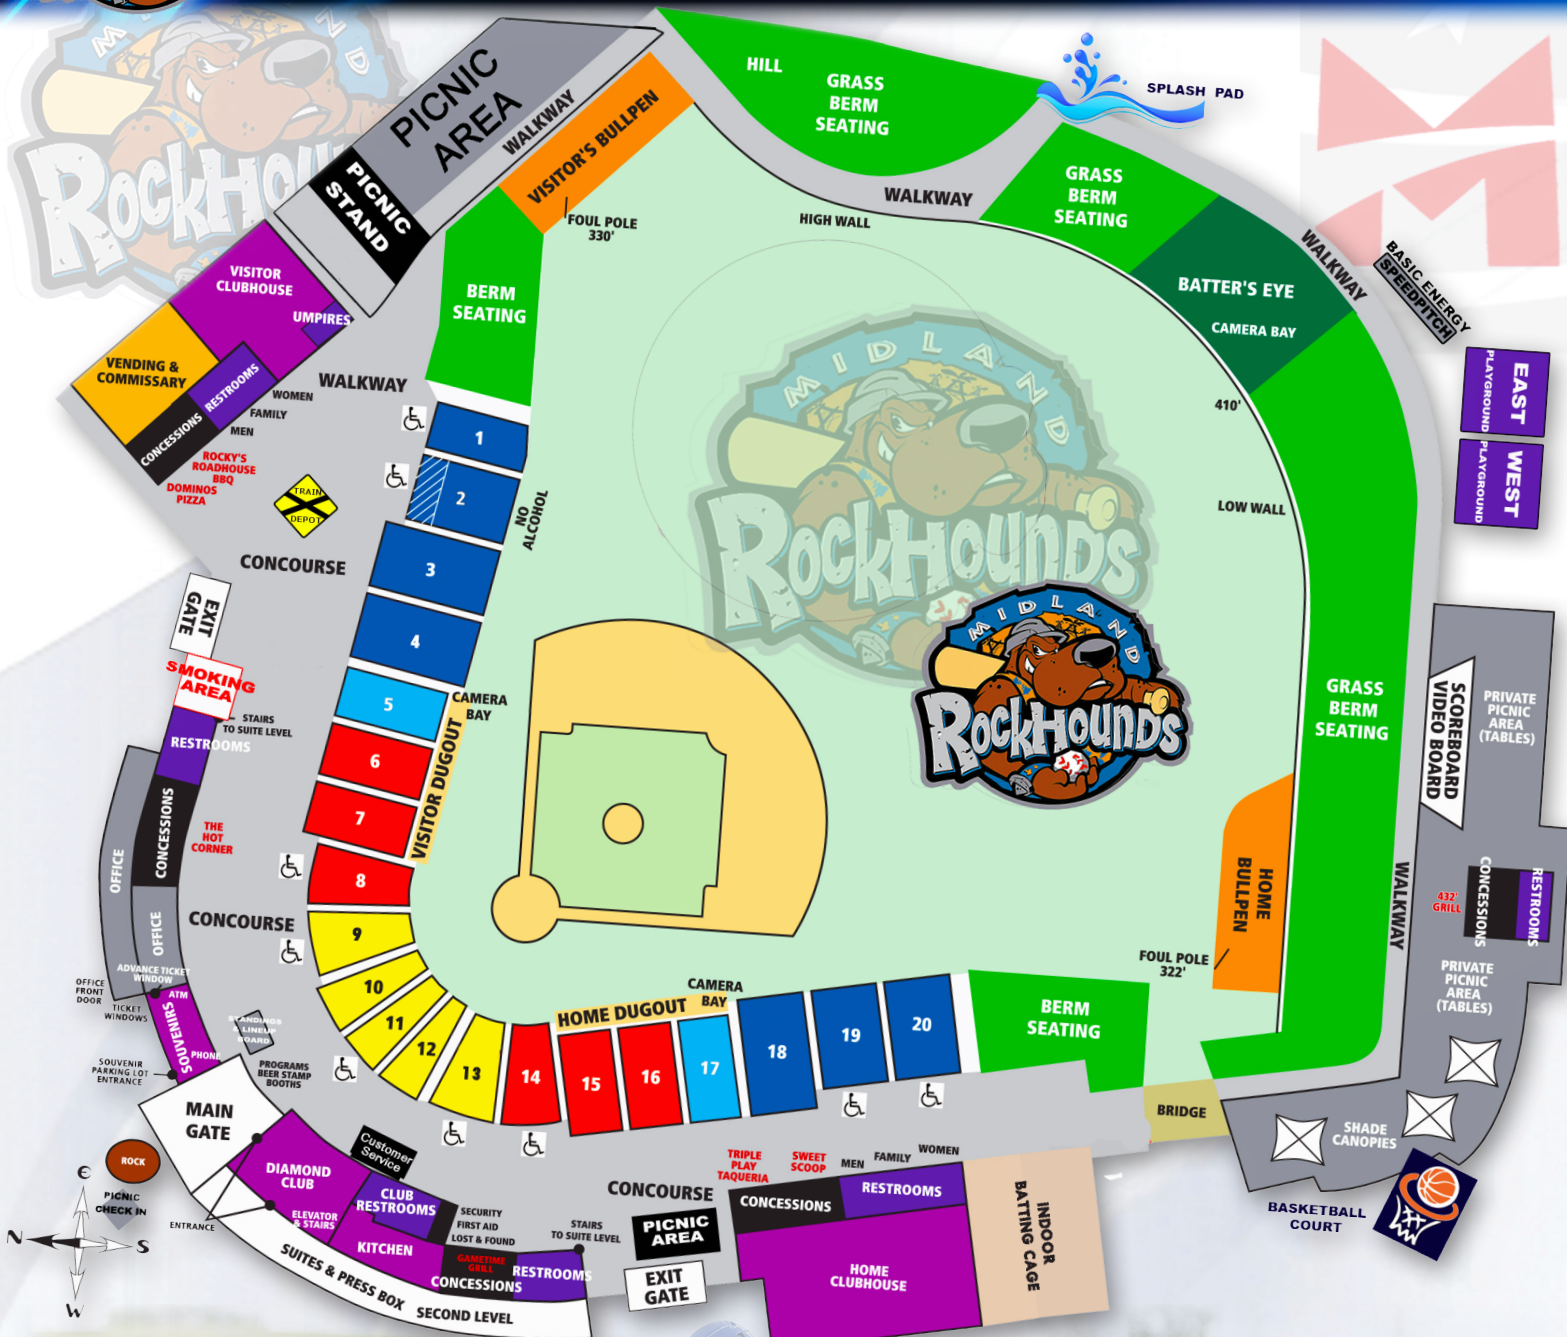 MIDLAND
ROCKHOUNDS
PICNIC
AREA
WALKWAY
PICNIC
STAND
VISITOR'S BULLPEN
FOUL POLE
330'
HILL
GRASS
BERM
SEATING
SPLASH PAD
WALKWAY
HIGH WALL
GRASS
BERM
SEATING
BATTER'S EYE
CAMERA BAY
WALKWAY
BASIC ENERGY
SPEEDPITCH
EAST
PLAYGROUND
WEST
PLAYGROUND
410'
LOW WALL
VISITOR
CLUBHOUSE
UMPIRES
VENDING &
COMMISSARY
RESTROOMS
CONCESSIONS
WOMEN
FAMILY
MEN
ROCKY'S
ROADHOUSE
BBQ
DOMINOS
PIZZA
WALKWAY
BERM
SEATING
TRAIN
DEPOT
CONCOURSE
1
2
NO
ALCOHOL
3
4
5
CAMERA
BAY
6
7
8
VISITOR DUGOUT
MIDLAND
ROCKHOUNDS
MIDLAND
ROCKHOUNDS
EXIT
GATE
SMOKING
AREA
STAIRS
TO SUITE LEVEL
RESTROOMS
CONCESSIONS
THE
HOT
CORNER
OFFICE
OFFICE
CONCOURSE
ADVANCE TICKET
WINDOW
OFFICE
FRONT
DOOR
TICKET
WINDOWS
ATM
SOUVENIRS
PHONE
STANDINGS
& LINEUP
BOARD
SOUVENIR
PARKING LOT
ENTRANCE
PROGRAMS
BEER STAMP
BOOTHS
9
10
11
12
13
14
15
16
17
18
19
20
HOME DUGOUT
CAMERA
BAY
GRASS
BERM
SEATING
SCOREBOARD
VIDEO BOARD
PRIVATE
PICNIC
AREA
(TABLES)
HOME
BULLPEN
FOUL POLE
322'
WALKWAY
432'
GRILL
CONCESSIONS
RESTROOMS
PRIVATE
PICNIC
AREA
(TABLES)
BERM
SEATING
BRIDGE
SHADE
CANOPIES
BASKETBALL
COURT
MAIN
GATE
ROCK
PICNIC
CHECK IN
E
N
S
W
ENTRANCE
DIAMOND
CLUB
ELEVATOR
& STAIRS
Customer
Service
CLUB
RESTROOMS
KITCHEN
SECURITY
FIRST AID
LOST & FOUND
GAMETIME
GRILL
CONCESSIONS
RESTROOMS
STAIRS
TO SUITE LEVEL
SUITES & PRESS BOX SECOND LEVEL
CONCOURSE
PICNIC
AREA
EXIT
GATE
TRIPLE
PLAY
TAQUERIA
SWEET
SCOOP
MEN
FAMILY
WOMEN
CONCESSIONS
RESTROOMS
HOME
CLUBHOUSE
INDOOR
BATTING CAGE